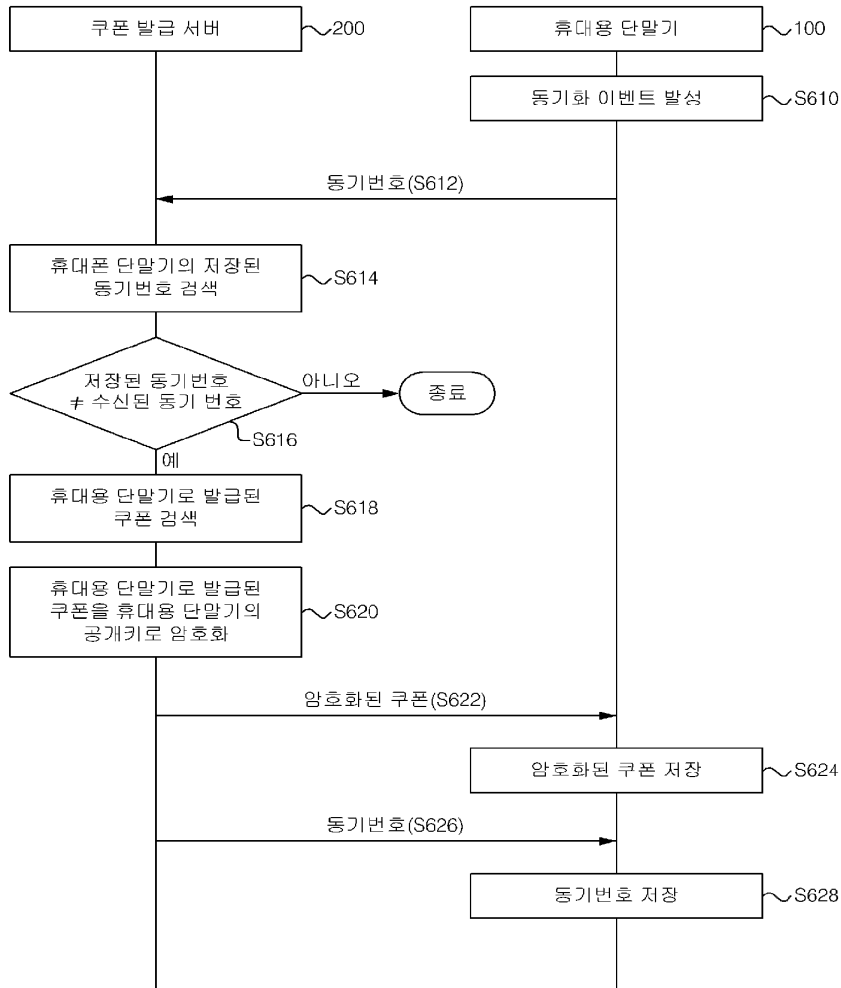 쿠폰 발급 서버
200
휴대용 단말기
100
동기화 이벤트 발성
S610
동기번호(S612)
휴대폰 단말기의 저장된
동기번호 검색
S614
저장된 동기번호
≠ 수신된 동기 번호
아니오
종료
S616
예
휴대용 단말기로 발급된
쿠폰 검색
S618
휴대용 단말기로 발급된
쿠폰을 휴대용 단말기의
공개키로 암호화
S620
암호화된 쿠폰(S622)
암호화된 쿠폰 저장
S624
동기번호(S626)
동기번호 저장
S628